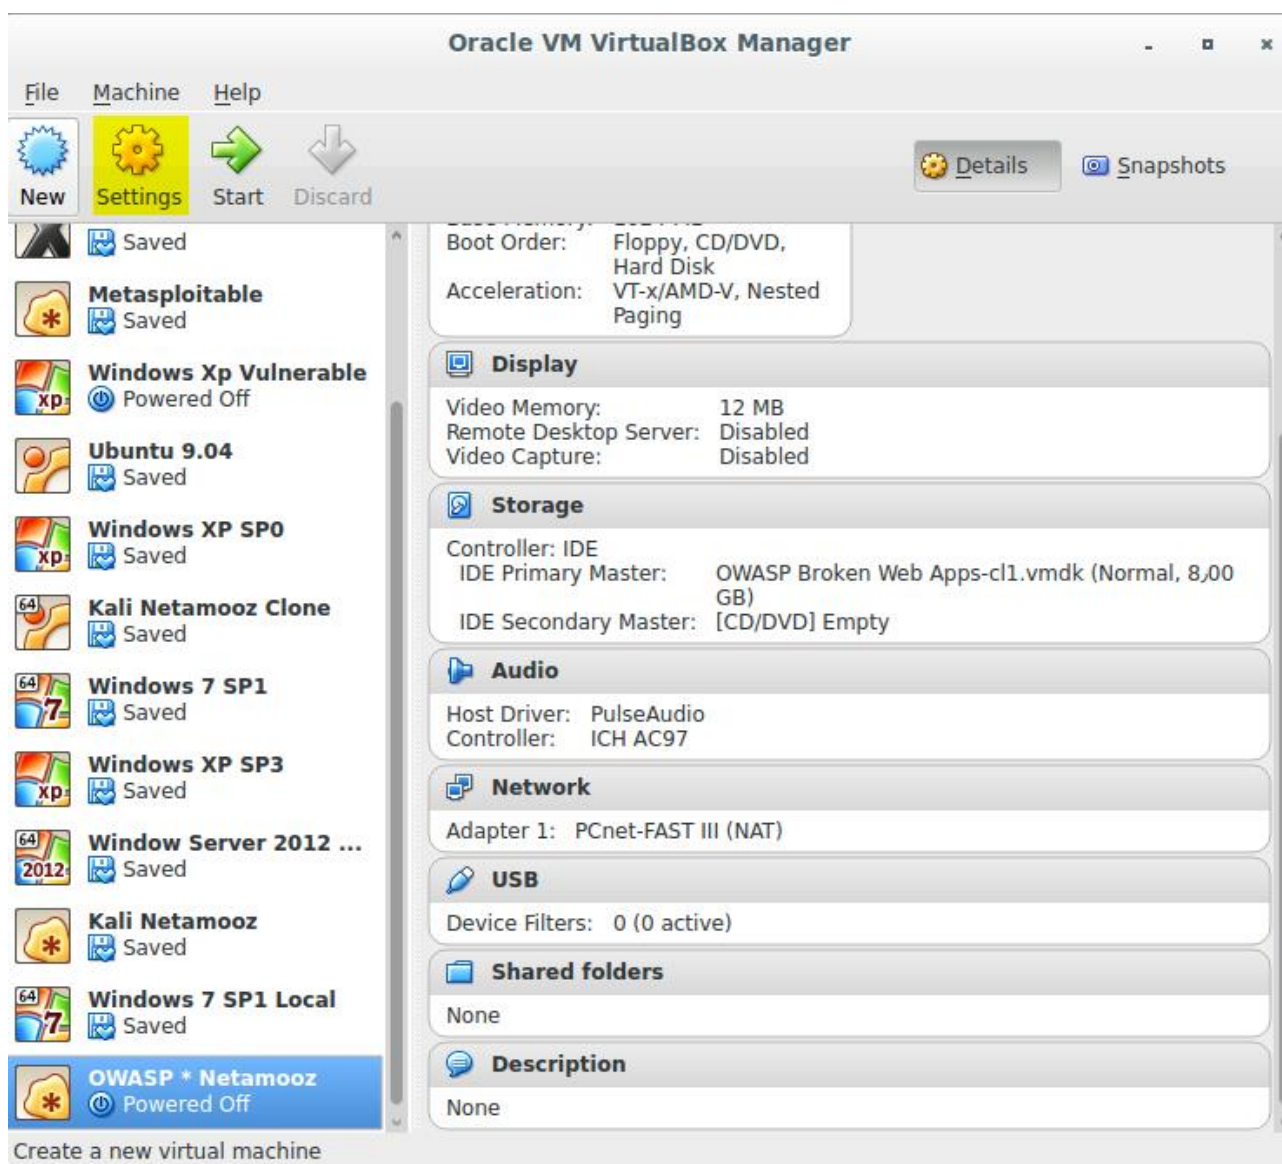 Oracle VM VirtualBox Manager
File Machine Help
New Settings Start Discard Details Snapshots
Saved
Metasploitable
Saved
Windows Xp Vulnerable
Powered Off
Ubuntu 9.04
Saved
Windows XP SP0
Saved
Kali Netamooz Clone
Saved
Windows 7 SP1
Saved
Windows XP SP3
Saved
Window Server 2012 ...
Saved
Kali Netamooz
Saved
Windows 7 SP1 Local
Saved
OWASP * Netamooz
Powered Off
Boot Order: Floppy, CD/DVD,
Hard Disk
Acceleration: VT-x/AMD-V, Nested
Paging
Display
Video Memory: 12 MB
Remote Desktop Server: Disabled
Video Capture: Disabled
Storage
Controller: IDE
IDE Primary Master: OWASP Broken Web Apps-cl1.vmdk (Normal, 8٫00
GB)
IDE Secondary Master: [CD/DVD] Empty
Audio
Host Driver: PulseAudio
Controller: ICH AC97
Network
Adapter 1: PCnet-FAST III (NAT)
USB
Device Filters: 0 (0 active)
Shared folders
None
Description
None
Create a new virtual machine